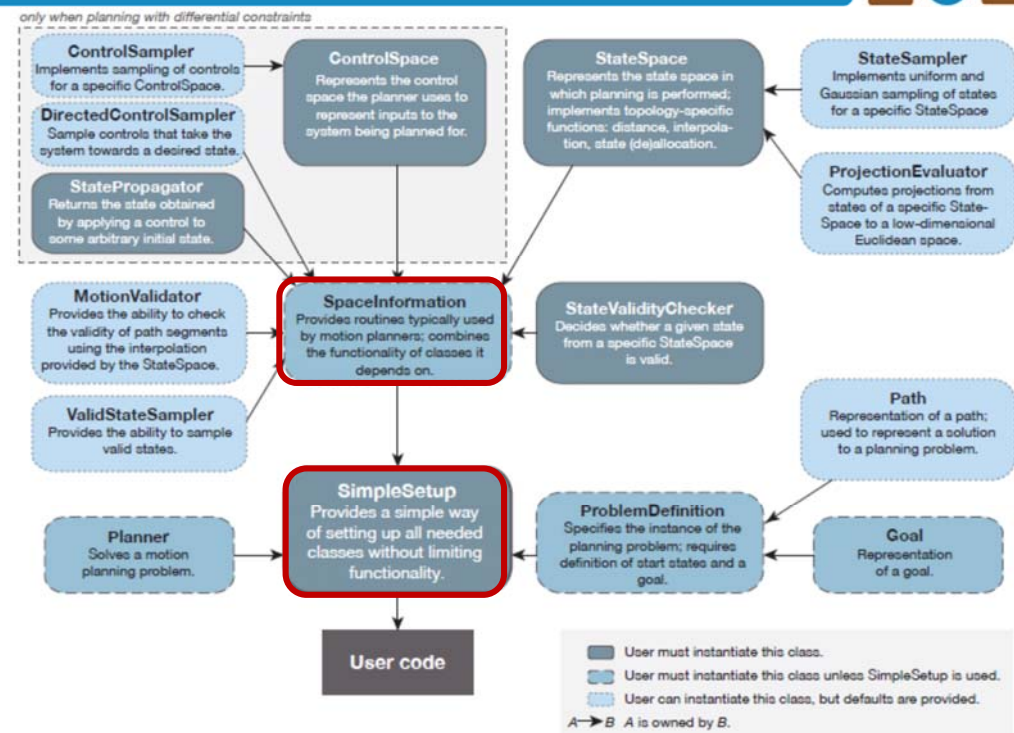 only when planning with differential constraints
ControlSampler
Implements sampling of controls
for a specific ControlSpace.
DirectedControlSampler
Sample controls that take the
system towards a desired state.
StatePropagator
Returns the state obtained
by applying a control to
some arbitrary initial state.
ControlSpace
Represents the control
space the planner uses to
represent inputs to the
system being planned for.
StateSpace
Represents the state space in
which planning is performed;
implements topology-specific
functions: distance, interpola-
tion, state (de)allocation.
StateSampler
Implements uniform and
Gaussian sampling of states
for a specific StateSpace
ProjectionEvaluator
Computes projections from
states of a specific State-
Space to a low-dimensional
Euclidean space.
MotionValidator
Provides the ability to check
the validity of path segments
using the interpolation
provided by the StateSpace.
SpaceInformation
Provides routines typically used
by motion planners; combines
the functionality of classes it
depends on.
StateValidityChecker
Decides whether a given state
from a specific StateSpace
is valid.
ValidStateSampler
Provides the ability to sample
valid states.
Path
Representation of a path;
used to represent a solution
to a planning problem.
Planner
Solves a motion
planning problem.
SimpleSetup
Provides a simple way
of setting up all needed
classes without limiting
functionality.
ProblemDefinition
Specifies the instance of the
planning problem; requires
definition of start states and a
goal.
Goal
Representation
of a goal.
User code
User must instantiate this class.
User must instantiate this class unless SimpleSetup is used.
User can instantiate this class, but defaults are provided.
A→B A is owned by B.